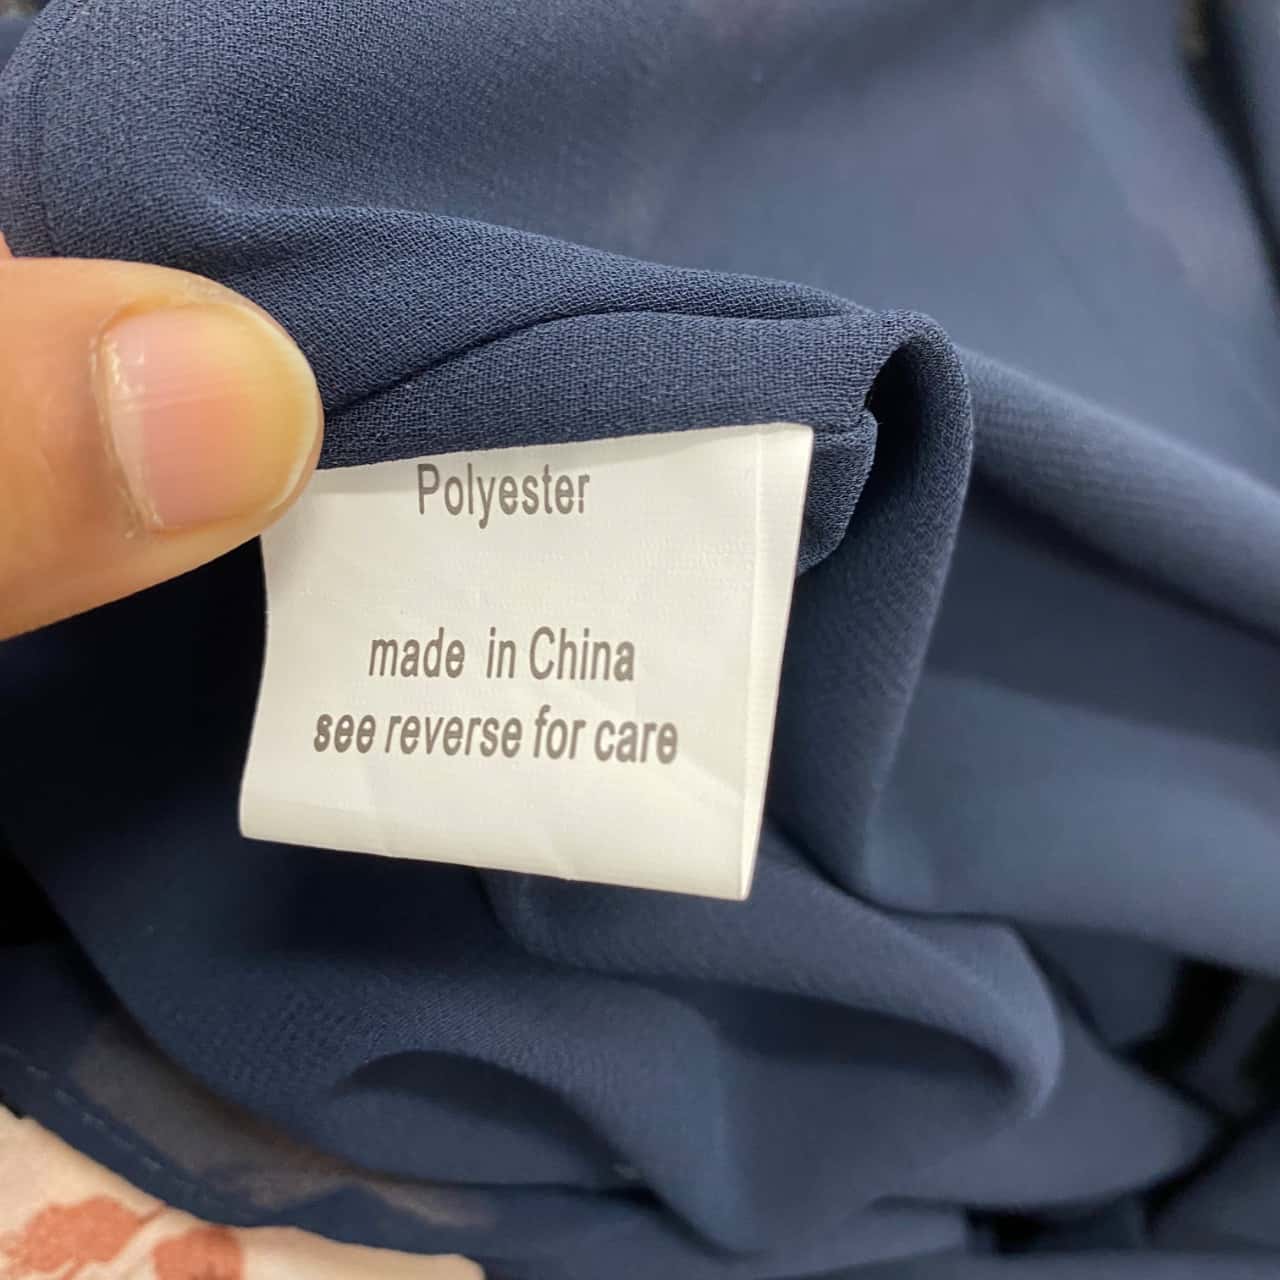 Polyester
made in China
see reverse for care